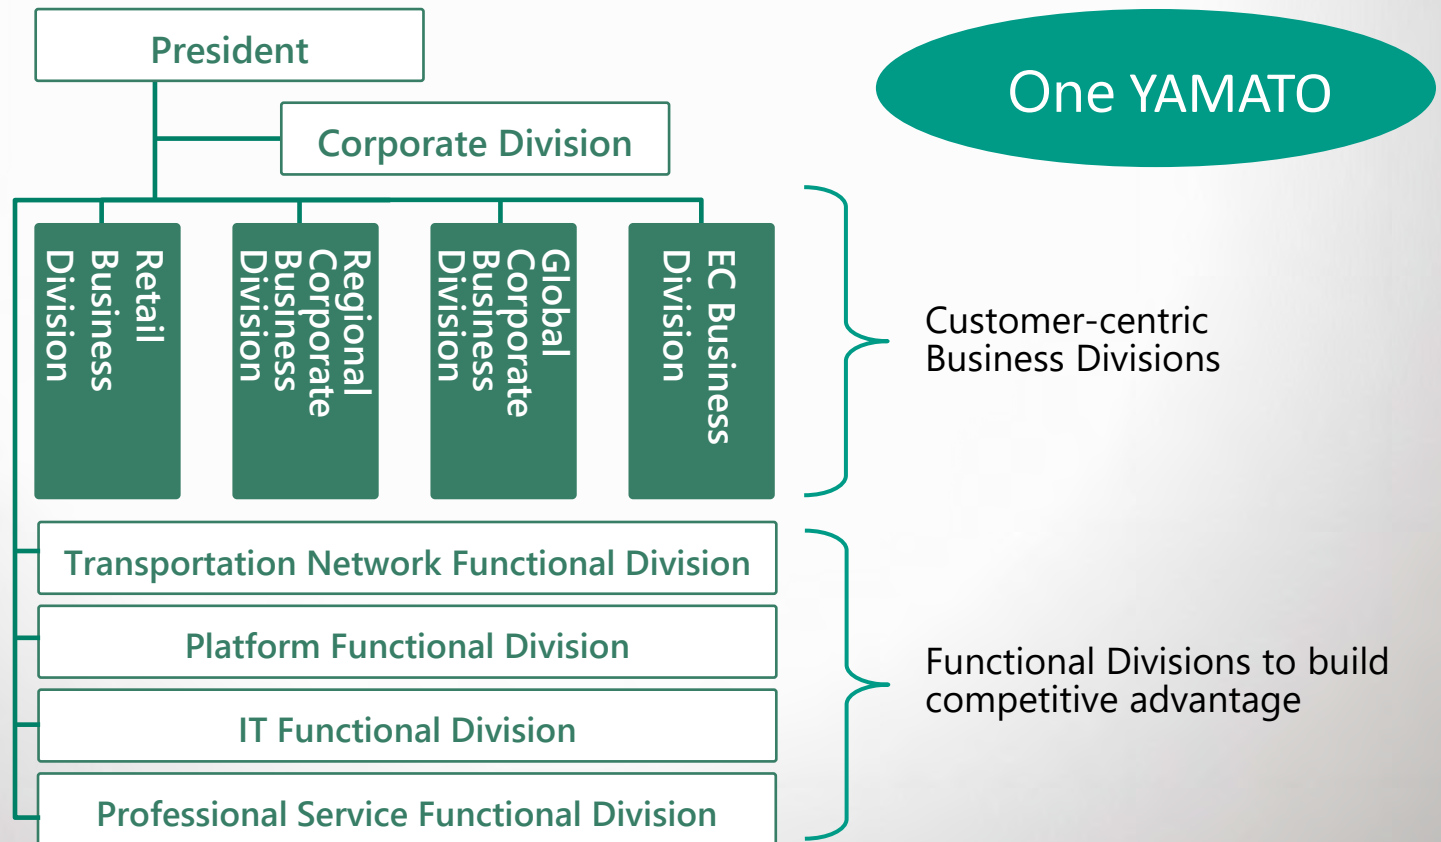 President
One YAMATO
Corporate Division
Retail
Business
Division
Regional
Corporate
Business
Division
Global
Corporate
Business
Division
EC Business
Division
Customer-centric
Business Divisions
Transportation Network Functional Division
Platform Functional Division
IT Functional Division
Professional Service Functional Division
Functional Divisions to build
competitive advantage